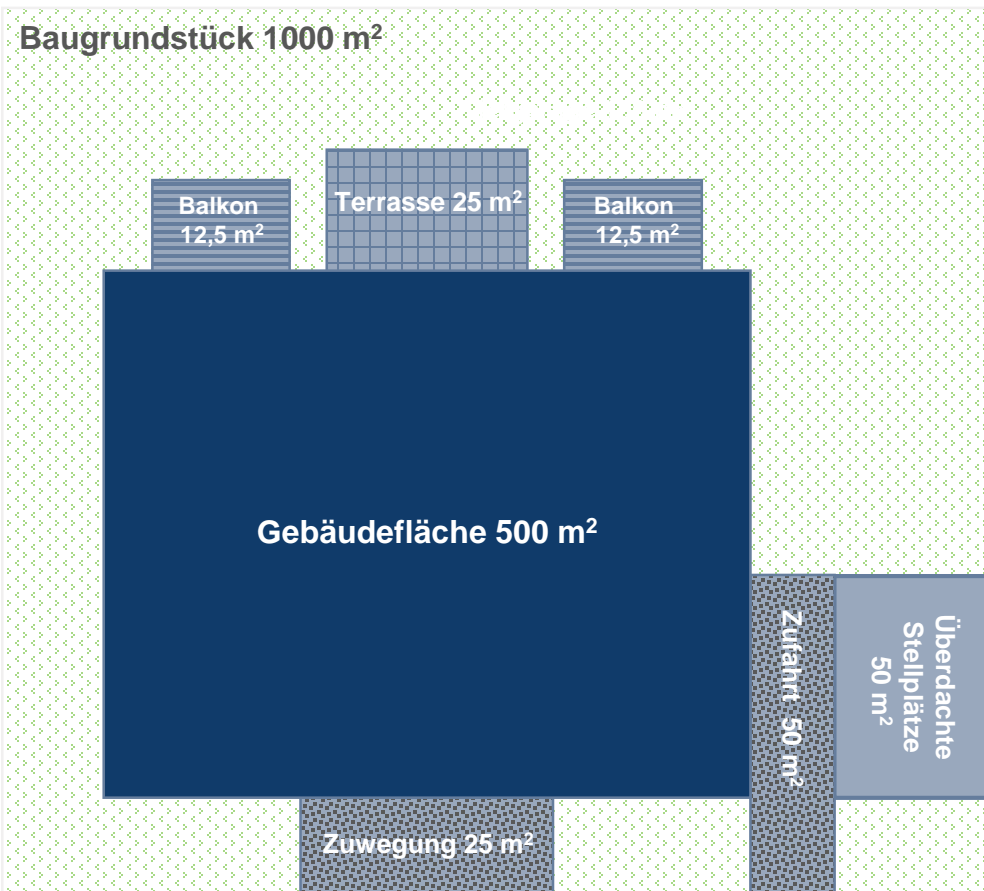 Baugrundstück 1000 m²
Balkon
12,5 m²
Terrasse 25 m²
Balkon
12,5 m²
Gebäudefläche 500 m²
Zufahrt 50 m²
Überdachte
Stellplätze
50 m²
Zuwegung 25 m²